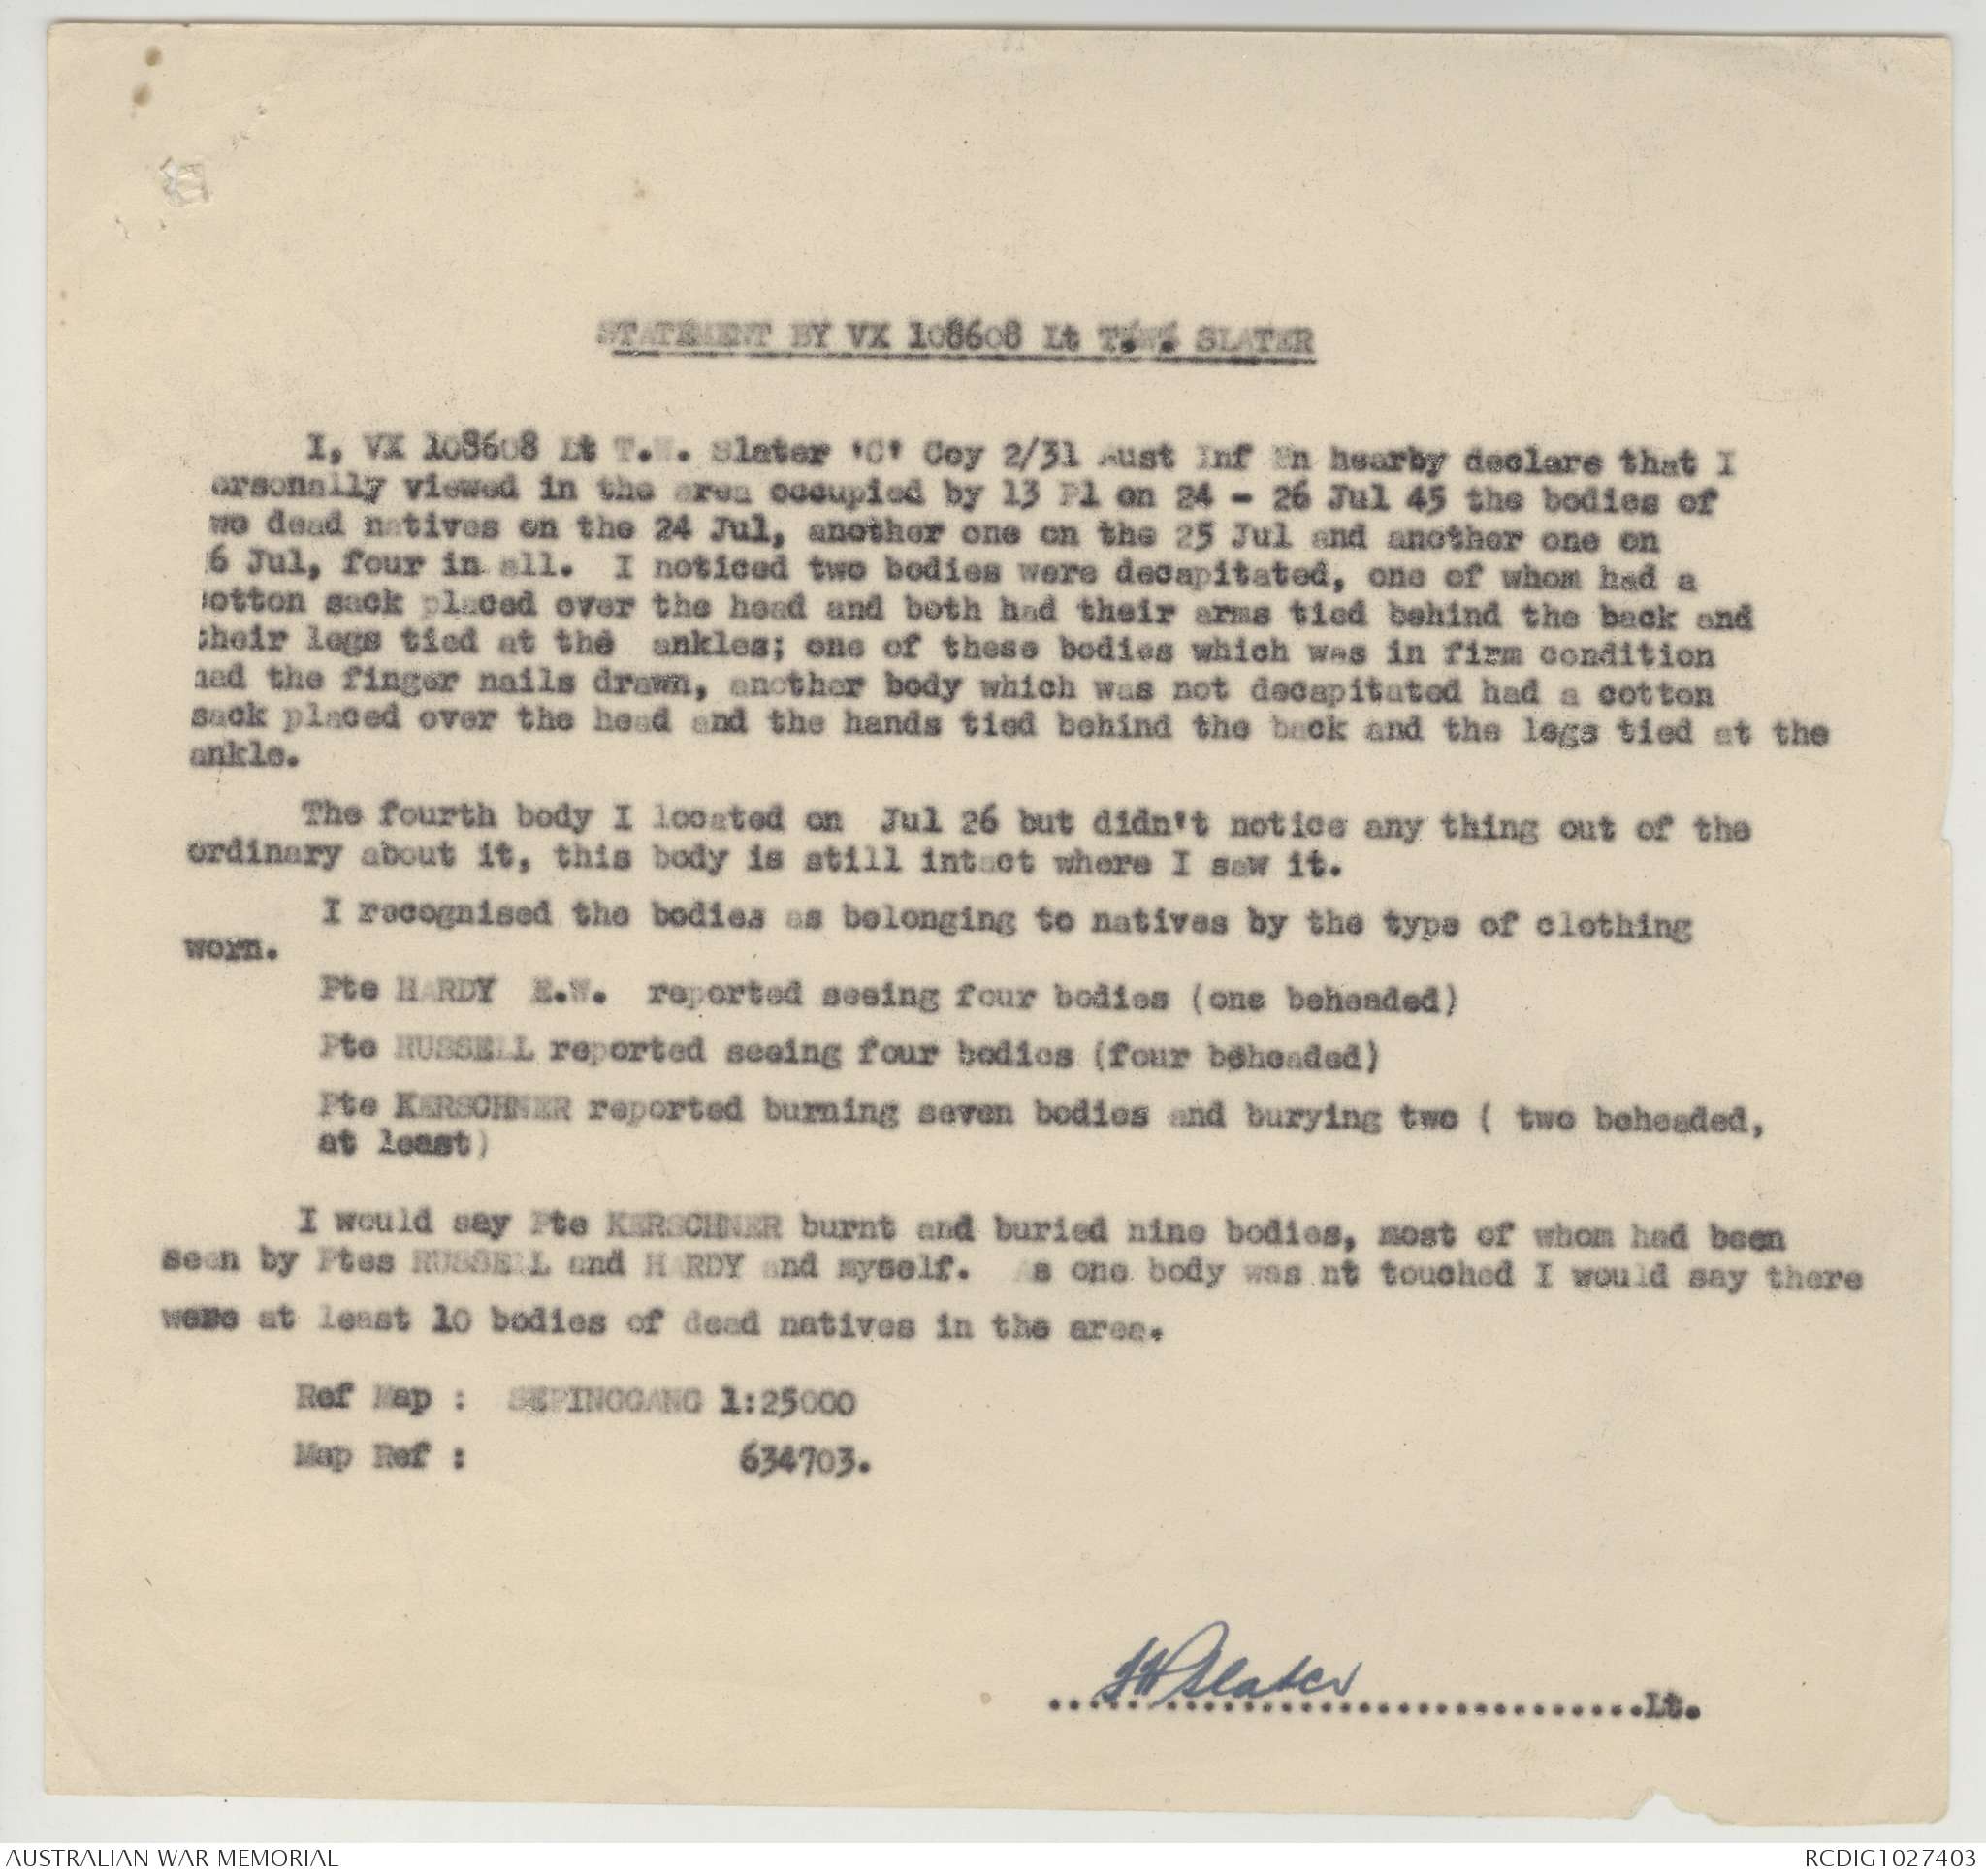 STATEMENT BY VX 108608 Lt T.W. SLATER
I, VX 108608 Lt T.W. Slater 'C' Coy 2/31 Aust Inf Bn hearby declare that I
ersonally viewed in the area occupied by 13 Pl on 24 - 26 Jul 45 the bodies of
wo dead natives on the 24 Jul, another one on the 25 Jul and another one on
6 Jul, four in all. I noticed two bodies were decapitated, one of whom had a
cotton sack placed over the head and both had their arms tied behind the back and
their legs tied at the ankles; one of these bodies which was in firm condition
had the finger nails drawn, another body which was not decapitated had a cotton
sack placed over the head and the hands tied behind the back and the legs tied at the
ankle.
The fourth body I located on Jul 26 but didn't notice any thing out of the
ordinary about it, this body is still intact where I saw it.
I recognised the bodies as belonging to natives by the type of clothing
worn.
Pte HARDY E.W. reported seeing four bodies (one beheaded)
Pte RUSSELL reported seeing four bodies (four beheaded)
Pte KERSCHNER reported burning seven bodies and burying two ( two beheaded,
at least)
I would say Pte KERSCHNER burnt and buried nine bodies, most of whom had been
seen by Ptes RUSSELL and HARDY and myself. As one body was nt touched I would say there
were at least 10 bodies of dead natives in the area.
Ref Map : SEPINGGANG 1:25000
Map Ref : 634703.
TWSlater
........................................Lt.
AUSTRALIAN WAR MEMORIAL
RCDIG1027403